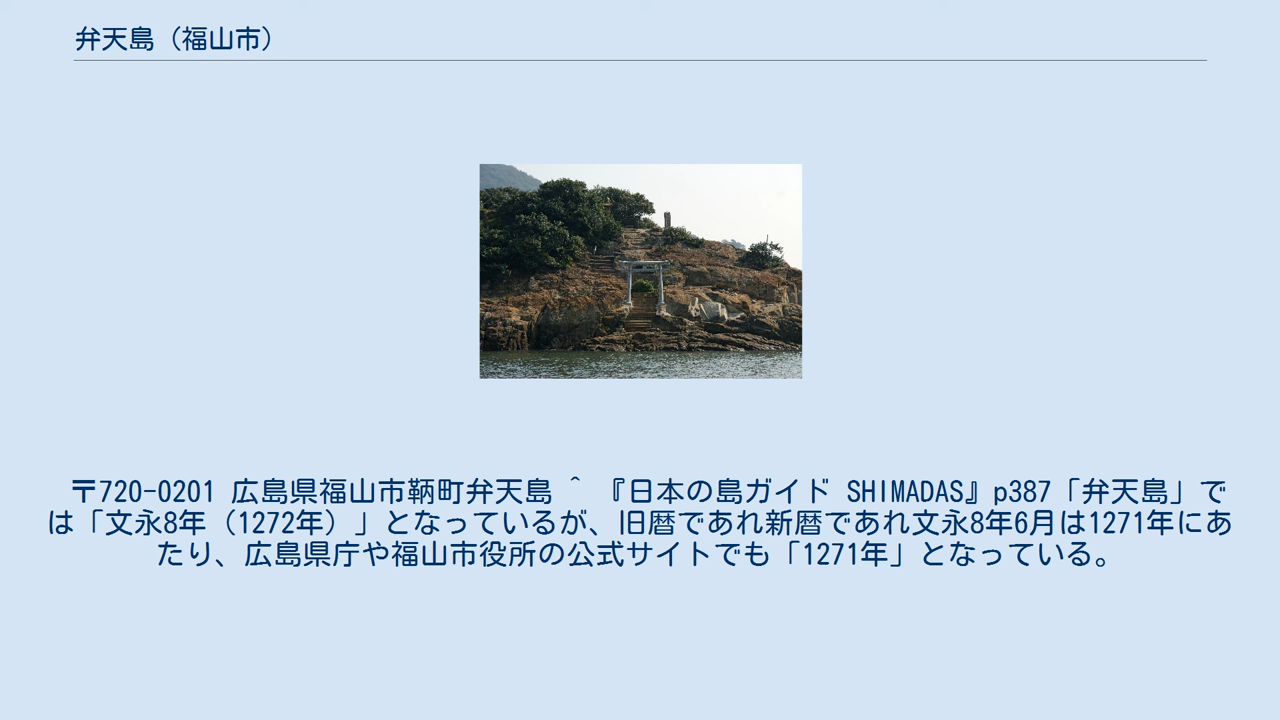 弁天島（福山市）
〒720-0201 広島県福山市鞆町弁天島 ^ 『日本の島ガイド SHIMADAS』p387「弁天島」で
は「文永8年（1272年）」となっているが、旧暦であれ新暦であれ文永8年6月は1271年にあ
たり、広島県庁や福山市役所の公式サイトでも「1271年」となっている。